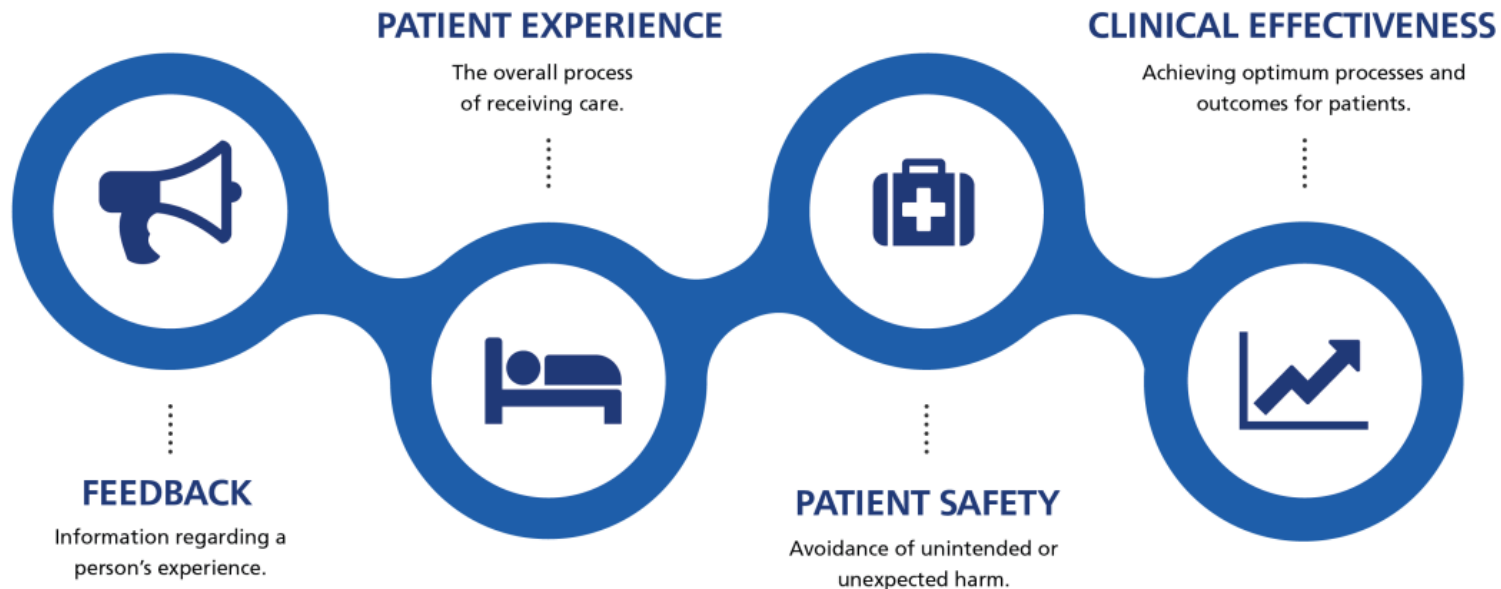 PATIENT EXPERIENCE
The overall process
of receiving care.
CLINICAL EFFECTIVENESS
Achieving optimum processes and
outcomes for patients.
FEEDBACK
Information regarding a
person’s experience.
PATIENT SAFETY
Avoidance of unintended or
unexpected harm.